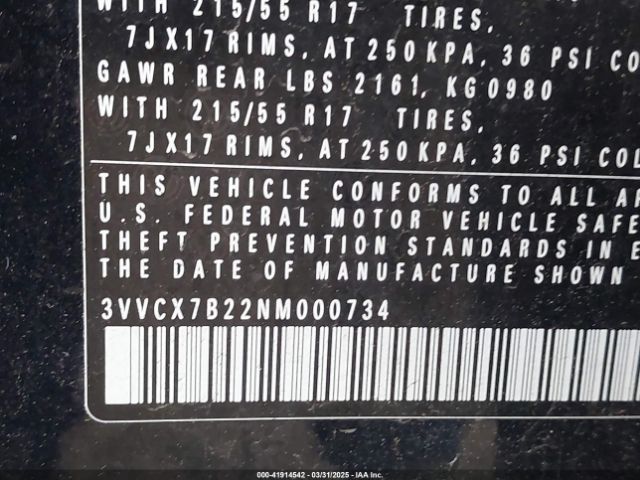 WITH 215/55 R17 TIRES,
7JX17 RIMS, AT 250 KPA, 36 PSI CO
GAWR REAR LBS 2161, KG 0980
WITH 215/55 R17 TIRES,
7JX17 RIMS, AT 250 KPA, 36 PSI COL
THIS VEHICLE CONFORMS TO ALL AP
U.S. FEDERAL MOTOR VEHICLE SAFE
THEFT PREVENTION STANDARDS IN E
THE DATE OF MANUFACTURE SHOWN
3VVCX7B22NM000734
000-41914542 - 03/31/2025 - IAA Inc.